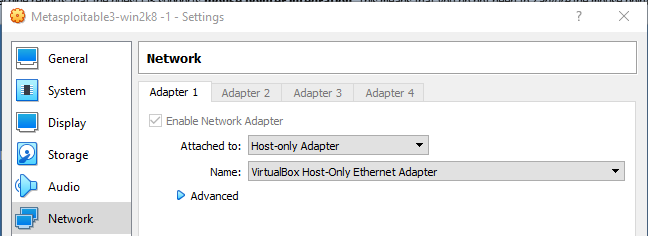 Metasploitable3-win2k8 -1 - Settings
General
System
Display
Storage
Audio
Network
Network
Adapter 1 Adapter 2 Adapter 3 Adapter 4
Enable Network Adapter
Attached to: Host-only Adapter
Name: VirtualBox Host-Only Ethernet Adapter
Advanced